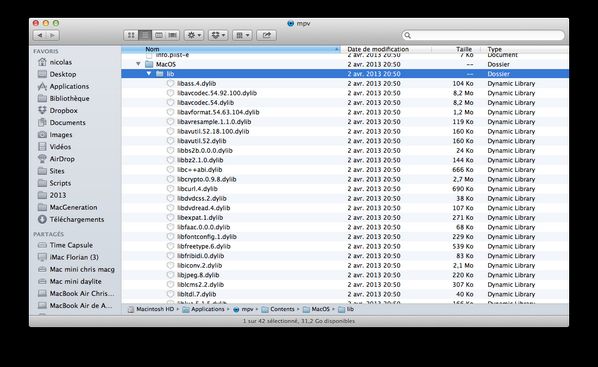 mpv
Nom Date de modification Taille Type
Info.plist-e 2 avr. 2013 20:50 7 Ko Document
MacOS 2 avr. 2013 20:50 -- Dossier
lib 2 avr. 2013 20:50 -- Dossier
libass.4.dylib 2 avr. 2013 20:50 104 Ko Dynamic Library
libavcodec.54.92.100.dylib 2 avr. 2013 20:50 8,2 Mo Dynamic Library
libavcodec.54.dylib 2 avr. 2013 20:50 8,2 Mo Dynamic Library
libavformat.54.63.104.dylib 2 avr. 2013 20:50 1,2 Mo Dynamic Library
libavresample.1.1.0.dylib 2 avr. 2013 20:50 119 Ko Dynamic Library
libavutil.52.18.100.dylib 2 avr. 2013 20:50 160 Ko Dynamic Library
libavutil.52.dylib 2 avr. 2013 20:50 160 Ko Dynamic Library
libbs2b.0.0.0.dylib 2 avr. 2013 20:50 24 Ko Dynamic Library
libbz2.1.0.dylib 2 avr. 2013 20:50 144 Ko Dynamic Library
libc++abi.dylib 2 avr. 2013 20:50 666 Ko Dynamic Library
libcrypto.0.9.8.dylib 2 avr. 2013 20:50 2,7 Mo Dynamic Library
libcurl.4.dylib 2 avr. 2013 20:50 690 Ko Dynamic Library
libdvdcss.2.dylib 2 avr. 2013 20:50 38 Ko Dynamic Library
libdvdread.4.dylib 2 avr. 2013 20:50 107 Ko Dynamic Library
libexpat.1.dylib 2 avr. 2013 20:50 271 Ko Dynamic Library
libfaac.0.0.0.dylib 2 avr. 2013 20:50 68 Ko Dynamic Library
libfontconfig.1.dylib 2 avr. 2013 20:50 229 Ko Dynamic Library
libfreetype.6.dylib 2 avr. 2013 20:50 539 Ko Dynamic Library
libfribidi.0.dylib 2 avr. 2013 20:50 83 Ko Dynamic Library
libiconv.2.dylib 2 avr. 2013 20:50 2,1 Mo Dynamic Library
libjpeg.8.dylib 2 avr. 2013 20:50 220 Ko Dynamic Library
liblcms2.2.dylib 2 avr. 2013 20:50 307 Ko Dynamic Library
libltdl.7.dylib 2 avr. 2013 20:50 40 Ko Dynamic Library
FAVORIS
nicolas
Desktop
Applications
Bibliothèque
Dropbox
Documents
Images
Vidéos
AirDrop
Sites
Scripts
2013
MacGeneration
Téléchargements
PARTAGÉS
Time Capsule
iMac Florian (3)
Mac mini chris macg
Mac mini daylite
MacBook Air Chris...
MacBook Air de A...
Macintosh HD Applications mpv Contents MacOS lib
1 sur 42 sélectionné, 31,2 Go disponibles